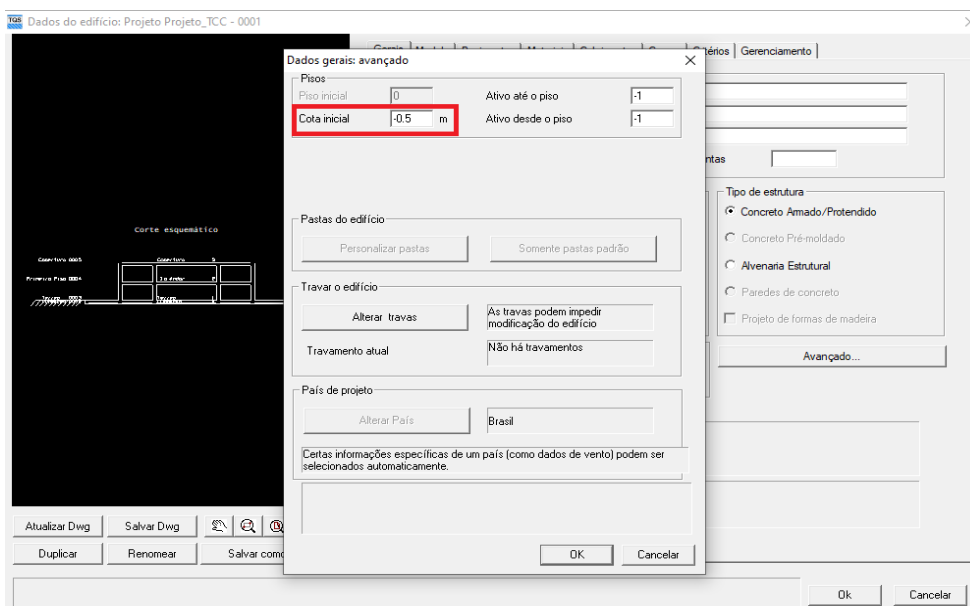 TQS Dados do edifício: Projeto Projeto_TCC - 0001
Gerenciamento
Dados gerais: avançado
Pisos
Piso inicial 0 Ativo até o piso -1
Cota inicial -0.5 m Ativo desde o piso -1
Corte esquemático
Pastas do edifício
Personalizar pastas Somente pastas padrão
Travar o edifício
Alterar travas As travas podem impedir
modificação do edifício
Travamento atual Não há travamentos
País de projeto
Alterar País Brasil
Certas informações específicas de um país (como dados de vento) podem ser
selecionados automaticamente.
OK Cancelar
Tipo de estrutura
Concreto Armado/Protendido
Concreto Pré-moldado
Alvenaria Estrutural
Paredes de concreto
Projeto de formas de madeira
Avançado...
Atualizar Dwg Salvar Dwg
Duplicar Renomear Salvar como
Ok Cancelar